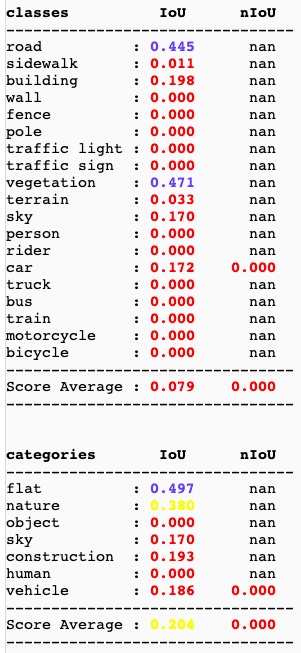 classes IoU nIoU
--------------------------------
road : 0.445 nan
sidewalk : 0.011 nan
building : 0.198 nan
wall : 0.000 nan
fence : 0.000 nan
pole : 0.000 nan
traffic light : 0.000 nan
traffic sign : 0.000 nan
vegetation : 0.471 nan
terrain : 0.033 nan
sky : 0.170 nan
person : 0.000 nan
rider : 0.000 nan
car : 0.172 0.000
truck : 0.000 nan
bus : 0.000 nan
train : 0.000 nan
motorcycle : 0.000 nan
bicycle : 0.000 nan
--------------------------------
Score Average : 0.079 0.000
--------------------------------
categories IoU nIoU
--------------------------------
flat : 0.497 nan
nature : 0.380 nan
object : 0.000 nan
sky : 0.170 nan
construction : 0.193 nan
human : 0.000 nan
vehicle : 0.186 0.000
--------------------------------
Score Average : 0.204 0.000
--------------------------------